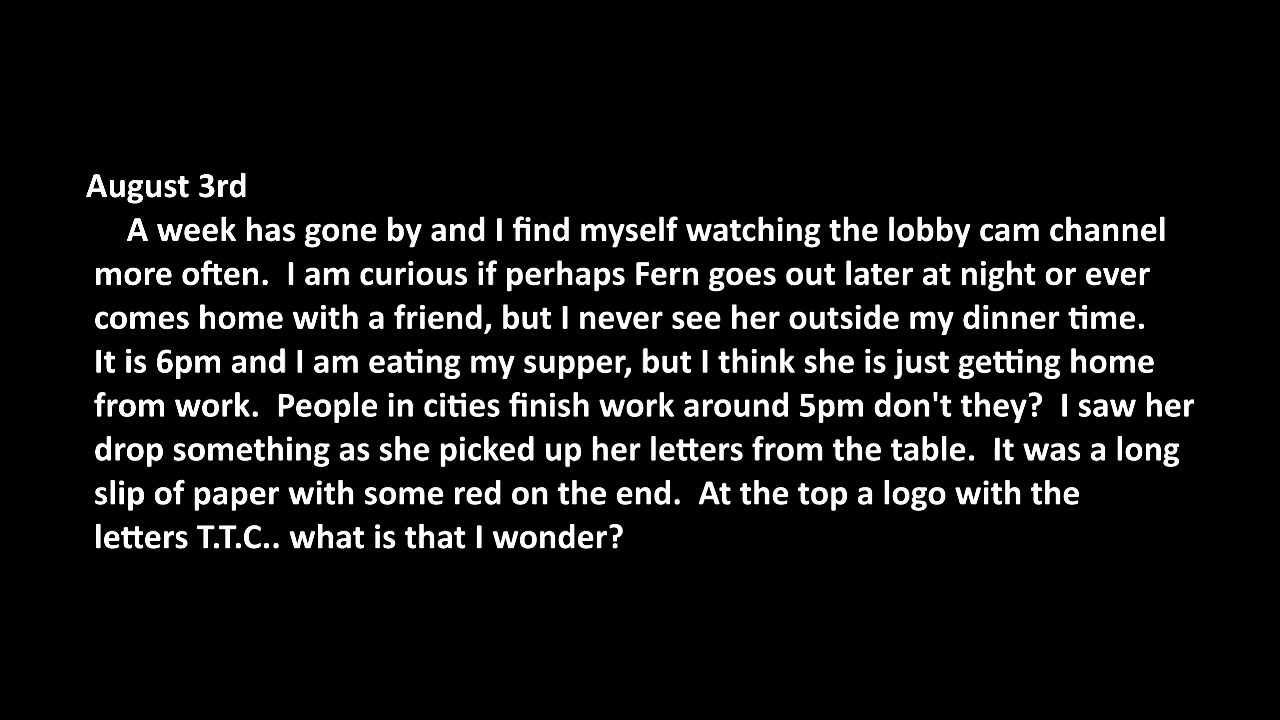 August 3rd
A week has gone by and I find myself watching the lobby cam channel
more often.  I am curious if perhaps Fern goes out later at night or ever
comes home with a friend, but I never see her outside my dinner time.
It is 6pm and I am eating my supper, but I think she is just getting home
from work.  People in cities finish work around 5pm don't they?  I saw her
drop something as she picked up her letters from the table.  It was a long
slip of paper with some red on the end.  At the top a logo with the
letters T.T.C.. what is that I wonder?